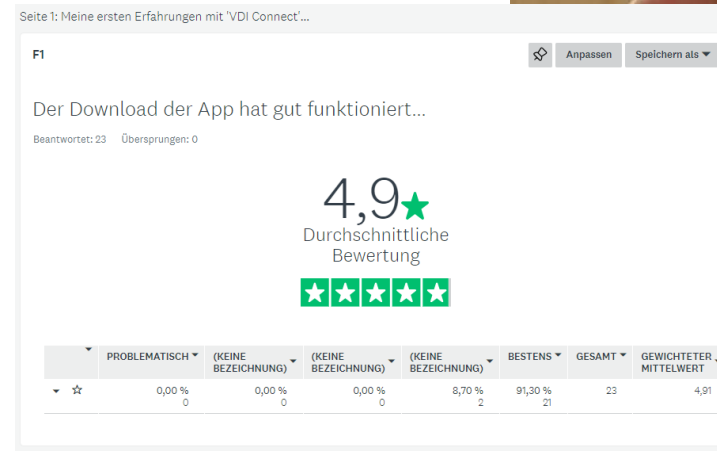 Seite 1: Meine ersten Erfahrungen mit 'VDI Connect'...
F1
Anpassen
Speichern als
Der Download der App hat gut funktioniert...
Beantwortet: 23 Übersprungen: 0
4,9
Durchschnittliche
Bewertung
PROBLEMATISCH (KEINE BEZEICHNUNG) (KEINE BEZEICHNUNG) (KEINE BEZEICHNUNG) BESTENS GESAMT GEWICHTETER MITTELWERT
0,00 % 0,00 % 0,00 % 8,70 % 91,30 % 23 4,91
0 0 0 2 21